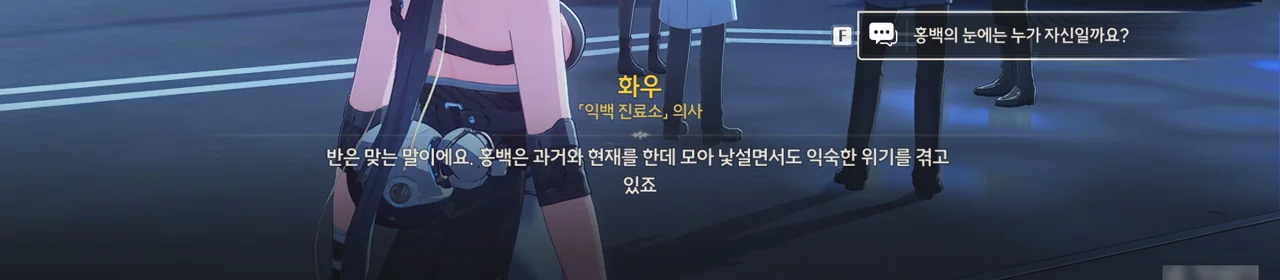 F 홍백의 눈에는 누가 자신일까요?
화우
「익백 진료소」 의사
반은 맞는 말이에요. 홍백은 과거와 현재를 한데 모아 낯설면서도 익숙한 위기를 겪고
있죠